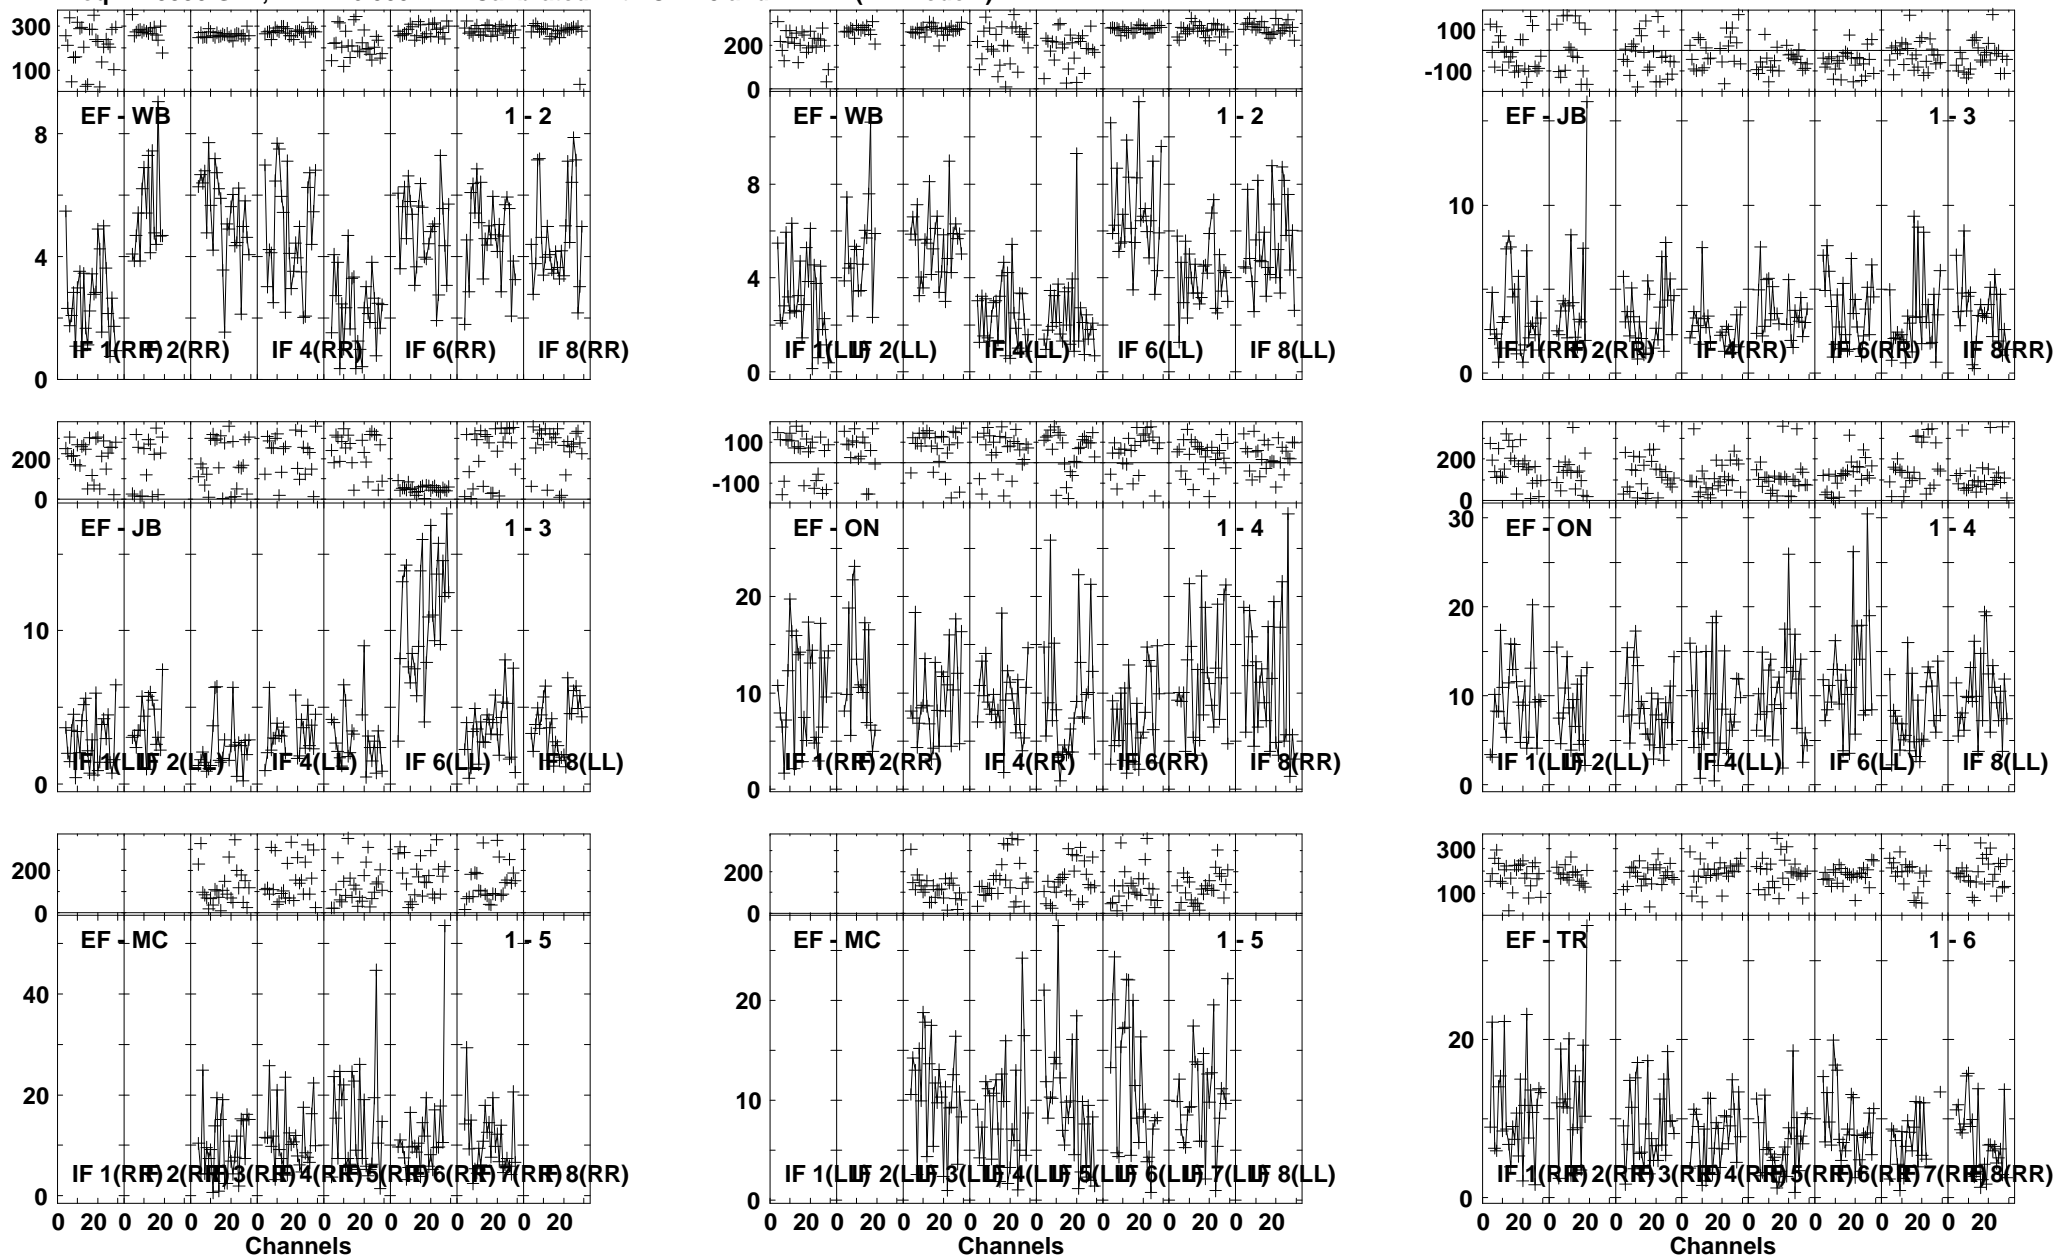 300
100
EF - WB 1 - 2
8
4
0
IF 1(RR) IF 2(RR) IF 4(RR) IF 6(RR) IF 8(RR)
200
0
EF - WB 1 - 2
8
4
0
IF 1(LL) IF 2(LL) IF 4(LL) IF 6(LL) IF 8(LL)
100
-100
EF - JB 1 - 3
10
0
IF 1(RR) IF 2(RR) IF 4(RR) IF 6(RR) IF 8(RR)
200
0
EF - JB 1 - 3
10
0
IF 1(LL) IF 2(LL) IF 4(LL) IF 6(LL) IF 8(LL)
100
-100
EF - ON 1 - 4
20
10
0
IF 1(RR) IF 2(RR) IF 4(RR) IF 6(RR) IF 8(RR)
200
0
EF - ON 1 - 4
30
20
10
0
IF 1(LL) IF 2(LL) IF 4(LL) IF 6(LL) IF 8(LL)
200
0
EF - MC 1 - 5
40
20
0
IF 1(RR) IF 2(RR) IF 3(RR) IF 4(RR) IF 5(RR) IF 6(RR) IF 7(RR) IF 8(RR)
0 20 0 20 0 20 0 20 0 20 0 20 0 20 0 20
Channels
200
0
EF - MC 1 - 5
20
10
0
IF 1(LL) IF 2(LL) IF 3(LL) IF 4(LL) IF 5(LL) IF 6(LL) IF 7(LL) IF 8(LL)
0 20 0 20 0 20 0 20 0 20 0 20 0 20 0 20
Channels
300
100
EF - TR 1 - 6
20
0
IF 1(RR) IF 2(RR) IF 3(RR) IF 4(RR) IF 5(RR) IF 6(RR) IF 7(RR) IF 8(RR)
0 20 0 20 0 20 0 20 0 20 0 20 0 20 0 20
Channels